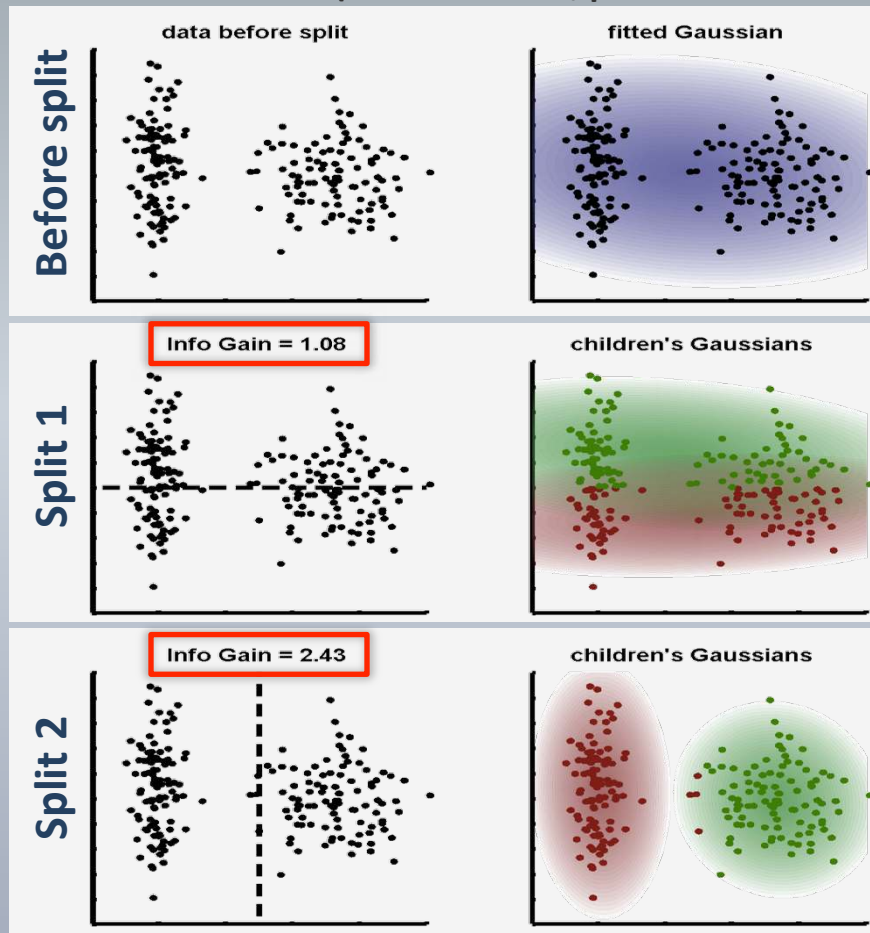 data before split
fitted Gaussian
Before split
Info Gain = 1.08
children's Gaussians
Split 1
Info Gain = 2.43
children's Gaussians
Split 2